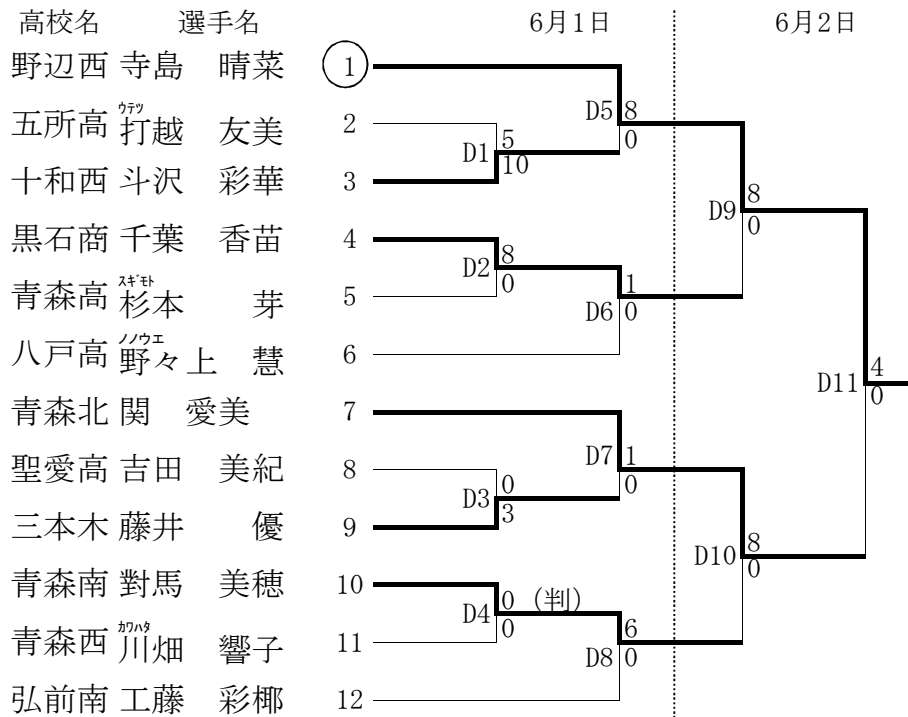 高校名 選手名 6月1日 6月2日
野辺西 寺島 晴菜 1
D5 8
0
ウテツ
五所高 打越 友美 2
D1 5
10
十和西 斗沢 彩華 3
D9 8
0
黒石商 千葉 香苗 4
D2 8
0
スギモト
青森高 杉本 芽 5
D6 1
0
ノノウエ
八戸高 野々上 慧 6
D11 4
0
青森北 関 愛美 7
D7 1
0
聖愛高 吉田 美紀 8
D3 0
3
三本木 藤井 優 9
D10 8
0
青森南 對馬 美穂 10
D4 0 (判)
0
カワハタ
青森西 川畑 響子 11
D8 6
0
弘前南 工藤 彩椰 12